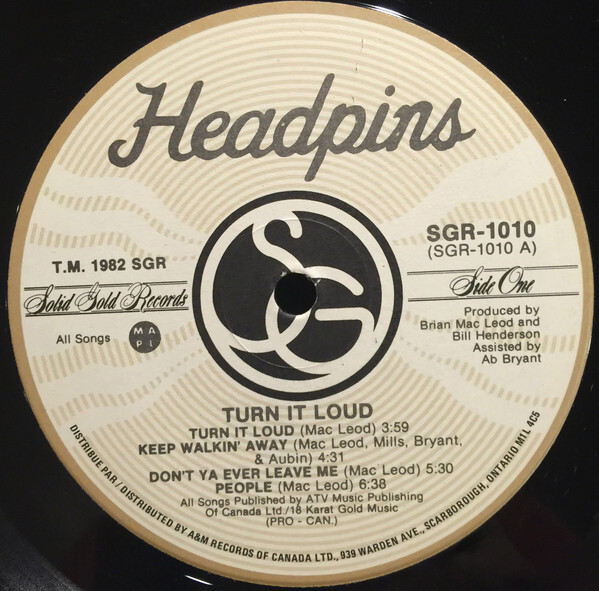 Headpins
SGR-1010
(SGR-1010 A)
T.M. 1982 SGR
Solid Gold Records
Side One
All Songs
M A
P L
Produced by
Brian Mac Leod and
Bill Henderson
Assisted by
Ab Bryant
SG
TURN IT LOUD
TURN IT LOUD (Mac Leod) 3:59
KEEP WALKIN' AWAY (Mac Leod, Mills, Bryant,
& Aubin) 4:31
DON'T YA EVER LEAVE ME (Mac Leod) 5:30
PEOPLE (Mac Leod) 6:38
All Songs Published by ATV Music Publishing
Of Canada Ltd./18 Karat Gold Music
(PRO - CAN.)
DISTRIBUE PAR / DISTRIBUTED BY A&M RECORDS OF CANADA LTD., 939 WARDEN AVE., SCARBOROUGH, ONTARIO M1L 4C5